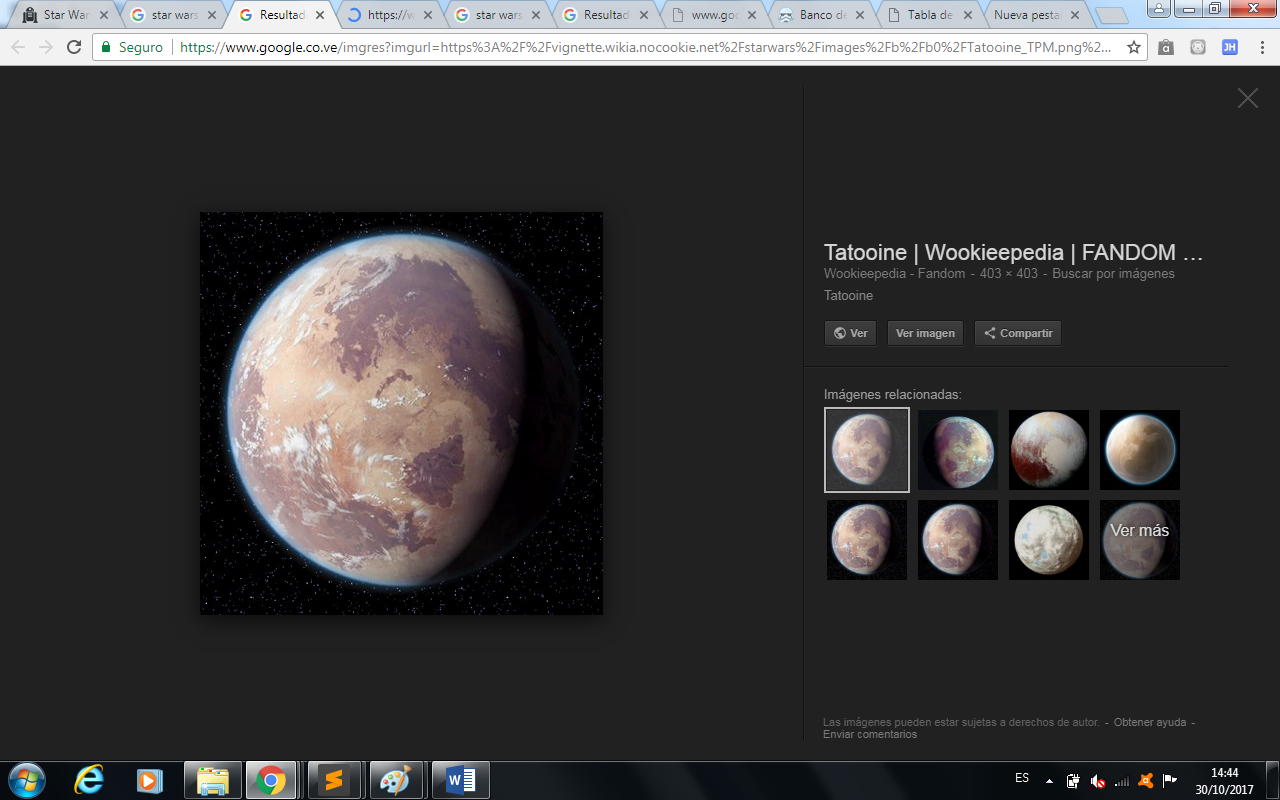 Star War
star wars
Resultad
https://w
star wars
Resultad
www.goo
Banco de
Tabla de
Nueva pesta
Seguro
https://www.google.co.ve/imgres?imgurl=https%3A%2F%2Fvignette.wikia.nocookie.net%2Fstarwars%2Fimages%2Fb%2Fb0%2FTatooine_TPM.png%2...
JH
Tatooine | Wookieepedia | FANDOM ...
Wookieepedia - Fandom - 403 × 403 - Buscar por imágenes
Tatooine
Ver Ver imagen Compartir
Imágenes relacionadas:
Ver más
Las imágenes pueden estar sujetas a derechos de autor. - Obtener ayuda -
Enviar comentarios
ES
14:44
30/10/2017